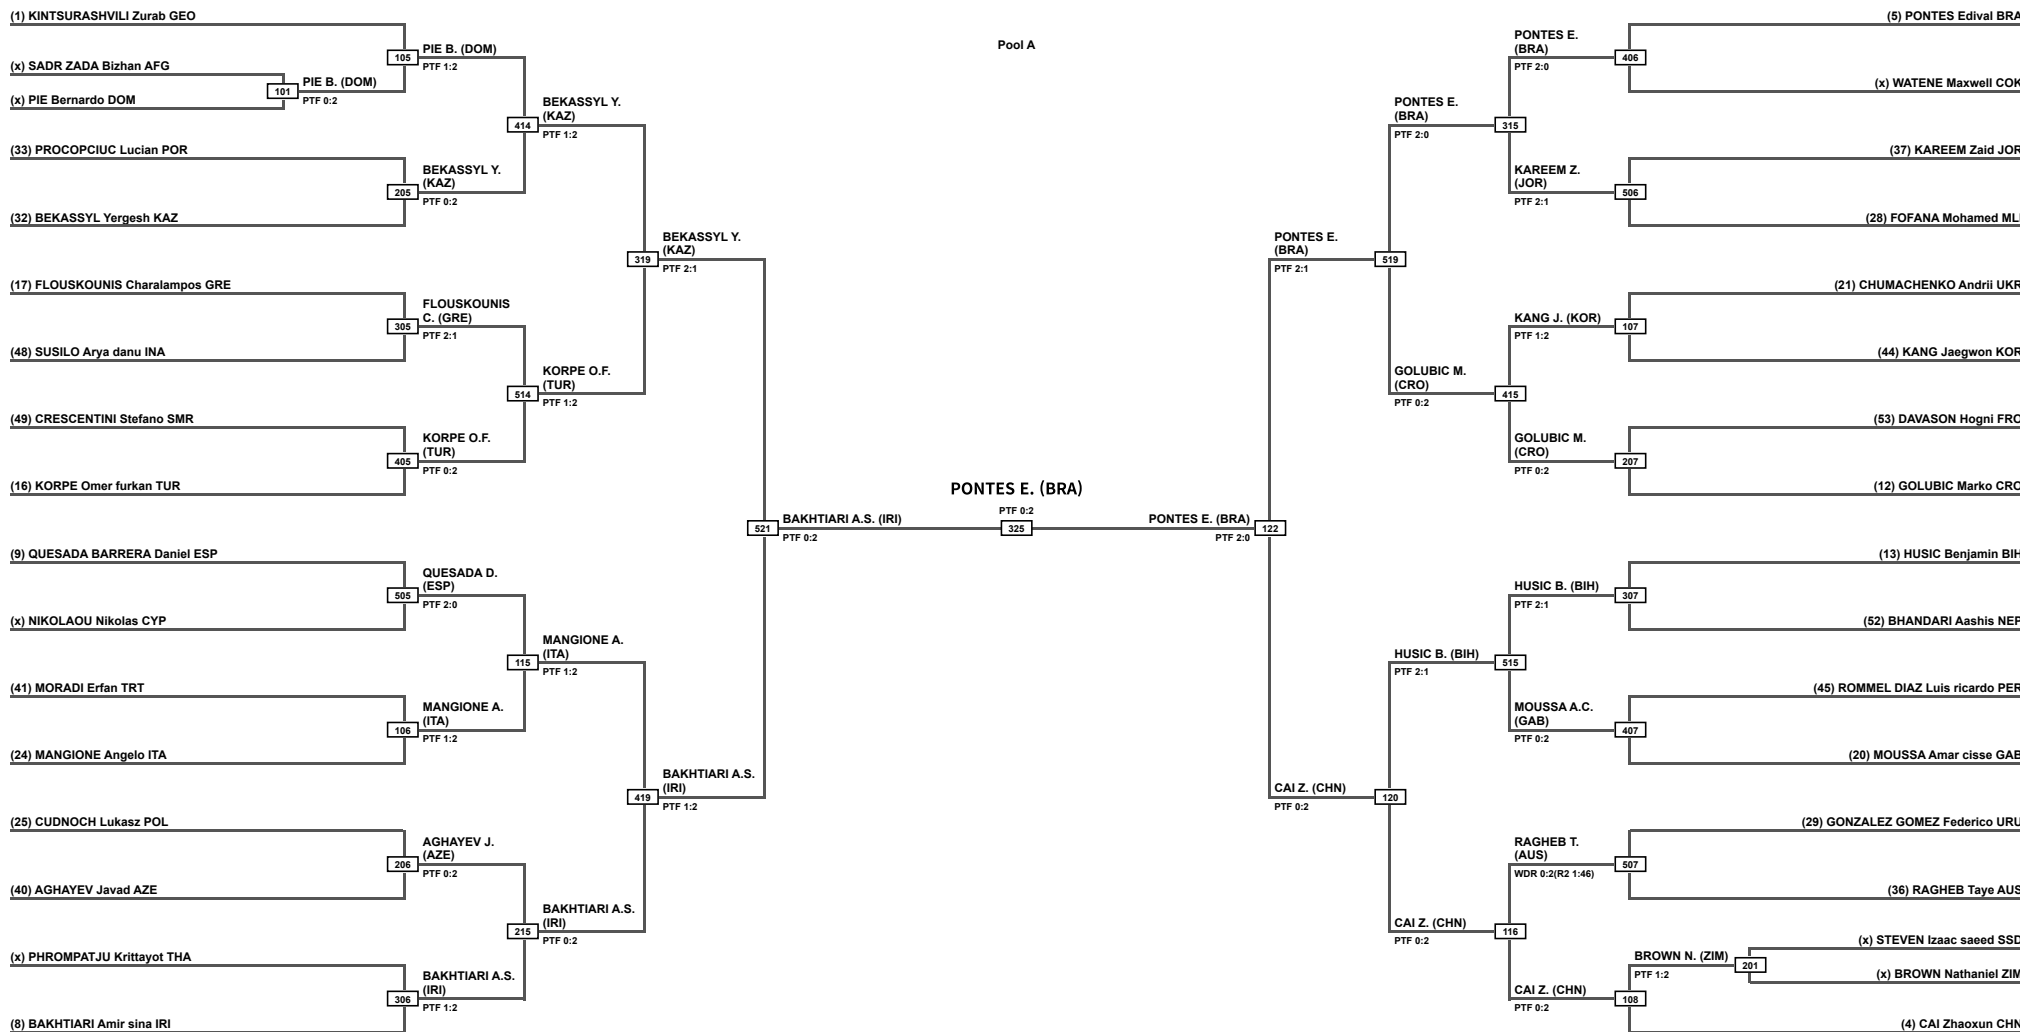 Pool A
(1) KINTSURASHVILI Zurab GEO
(x) SADR ZADA Bizhan AFG
(x) PIE Bernardo DOM
(33) PROCOPCIUC Lucian POR
(32) BEKASSYL Yergesh KAZ
(17) FLOUSKOUNIS Charalampos GRE
(48) SUSILO Arya danu INA
(49) CRESCENTINI Stefano SMR
(16) KORPE Omer furkan TUR
(9) QUESADA BARRERA Daniel ESP
(x) NIKOLAOU Nikolas CYP
(41) MORADI Erfan TRT
(24) MANGIONE Angelo ITA
(25) CUDNOCH Lukasz POL
(40) AGHAYEV Javad AZE
(x) PHROMPATJU Krittayot THA
(8) BAKHTIARI Amir sina IRI
101
PIE B. (DOM)
PTF 0:2
105
PIE B. (DOM)
PTF 1:2
205
BEKASSYL Y.
(KAZ)
PTF 0:2
305
FLOUSKOUNIS
C. (GRE)
PTF 2:1
405
KORPE O.F.
(TUR)
PTF 0:2
505
QUESADA D.
(ESP)
PTF 2:0
106
MANGIONE A.
(ITA)
PTF 1:2
206
AGHAYEV J.
(AZE)
PTF 0:2
306
BAKHTIARI A.S.
(IRI)
PTF 1:2
414
BEKASSYL Y.
(KAZ)
PTF 1:2
514
KORPE O.F.
(TUR)
PTF 1:2
115
MANGIONE A.
(ITA)
PTF 1:2
215
BAKHTIARI A.S.
(IRI)
PTF 0:2
319
BEKASSYL Y.
(KAZ)
PTF 2:1
419
BAKHTIARI A.S.
(IRI)
PTF 1:2
521
BAKHTIARI A.S. (IRI)
PTF 0:2
PONTES E. (BRA)
PTF 0:2
325
PONTES E. (BRA)
PTF 2:0
122
PONTES E.
(BRA)
PTF 2:1
519
CAI Z. (CHN)
PTF 0:2
120
PONTES E.
(BRA)
PTF 2:0
315
GOLUBIC M.
(CRO)
PTF 0:2
415
HUSIC B. (BIH)
PTF 2:1
515
CAI Z. (CHN)
PTF 0:2
116
PONTES E.
(BRA)
PTF 2:0
406
KAREEM Z.
(JOR)
PTF 2:1
506
KANG J. (KOR)
PTF 1:2
107
GOLUBIC M.
(CRO)
PTF 0:2
207
HUSIC B. (BIH)
PTF 2:1
307
MOUSSA A.C.
(GAB)
PTF 0:2
407
RAGHEB T.
(AUS)
WDR 0:2(R2 1:46)
507
CAI Z. (CHN)
PTF 0:2
108
BROWN N. (ZIM)
PTF 1:2
201
(5) PONTES Edival BRA
(x) WATENE Maxwell COK
(37) KAREEM Zaid JOR
(28) FOFANA Mohamed MLI
(21) CHUMACHENKO Andrii UKR
(44) KANG Jaegwon KOR
(53) DAVASON Hogni FRO
(12) GOLUBIC Marko CRO
(13) HUSIC Benjamin BIH
(52) BHANDARI Aashis NEP
(45) ROMMEL DIAZ Luis ricardo PER
(20) MOUSSA Amar cisse GAB
(29) GONZALEZ GOMEZ Federico URU
(36) RAGHEB Taye AUS
(x) STEVEN Izaac saeed SSD
(x) BROWN Nathaniel ZIM
(4) CAI Zhaoxun CHN